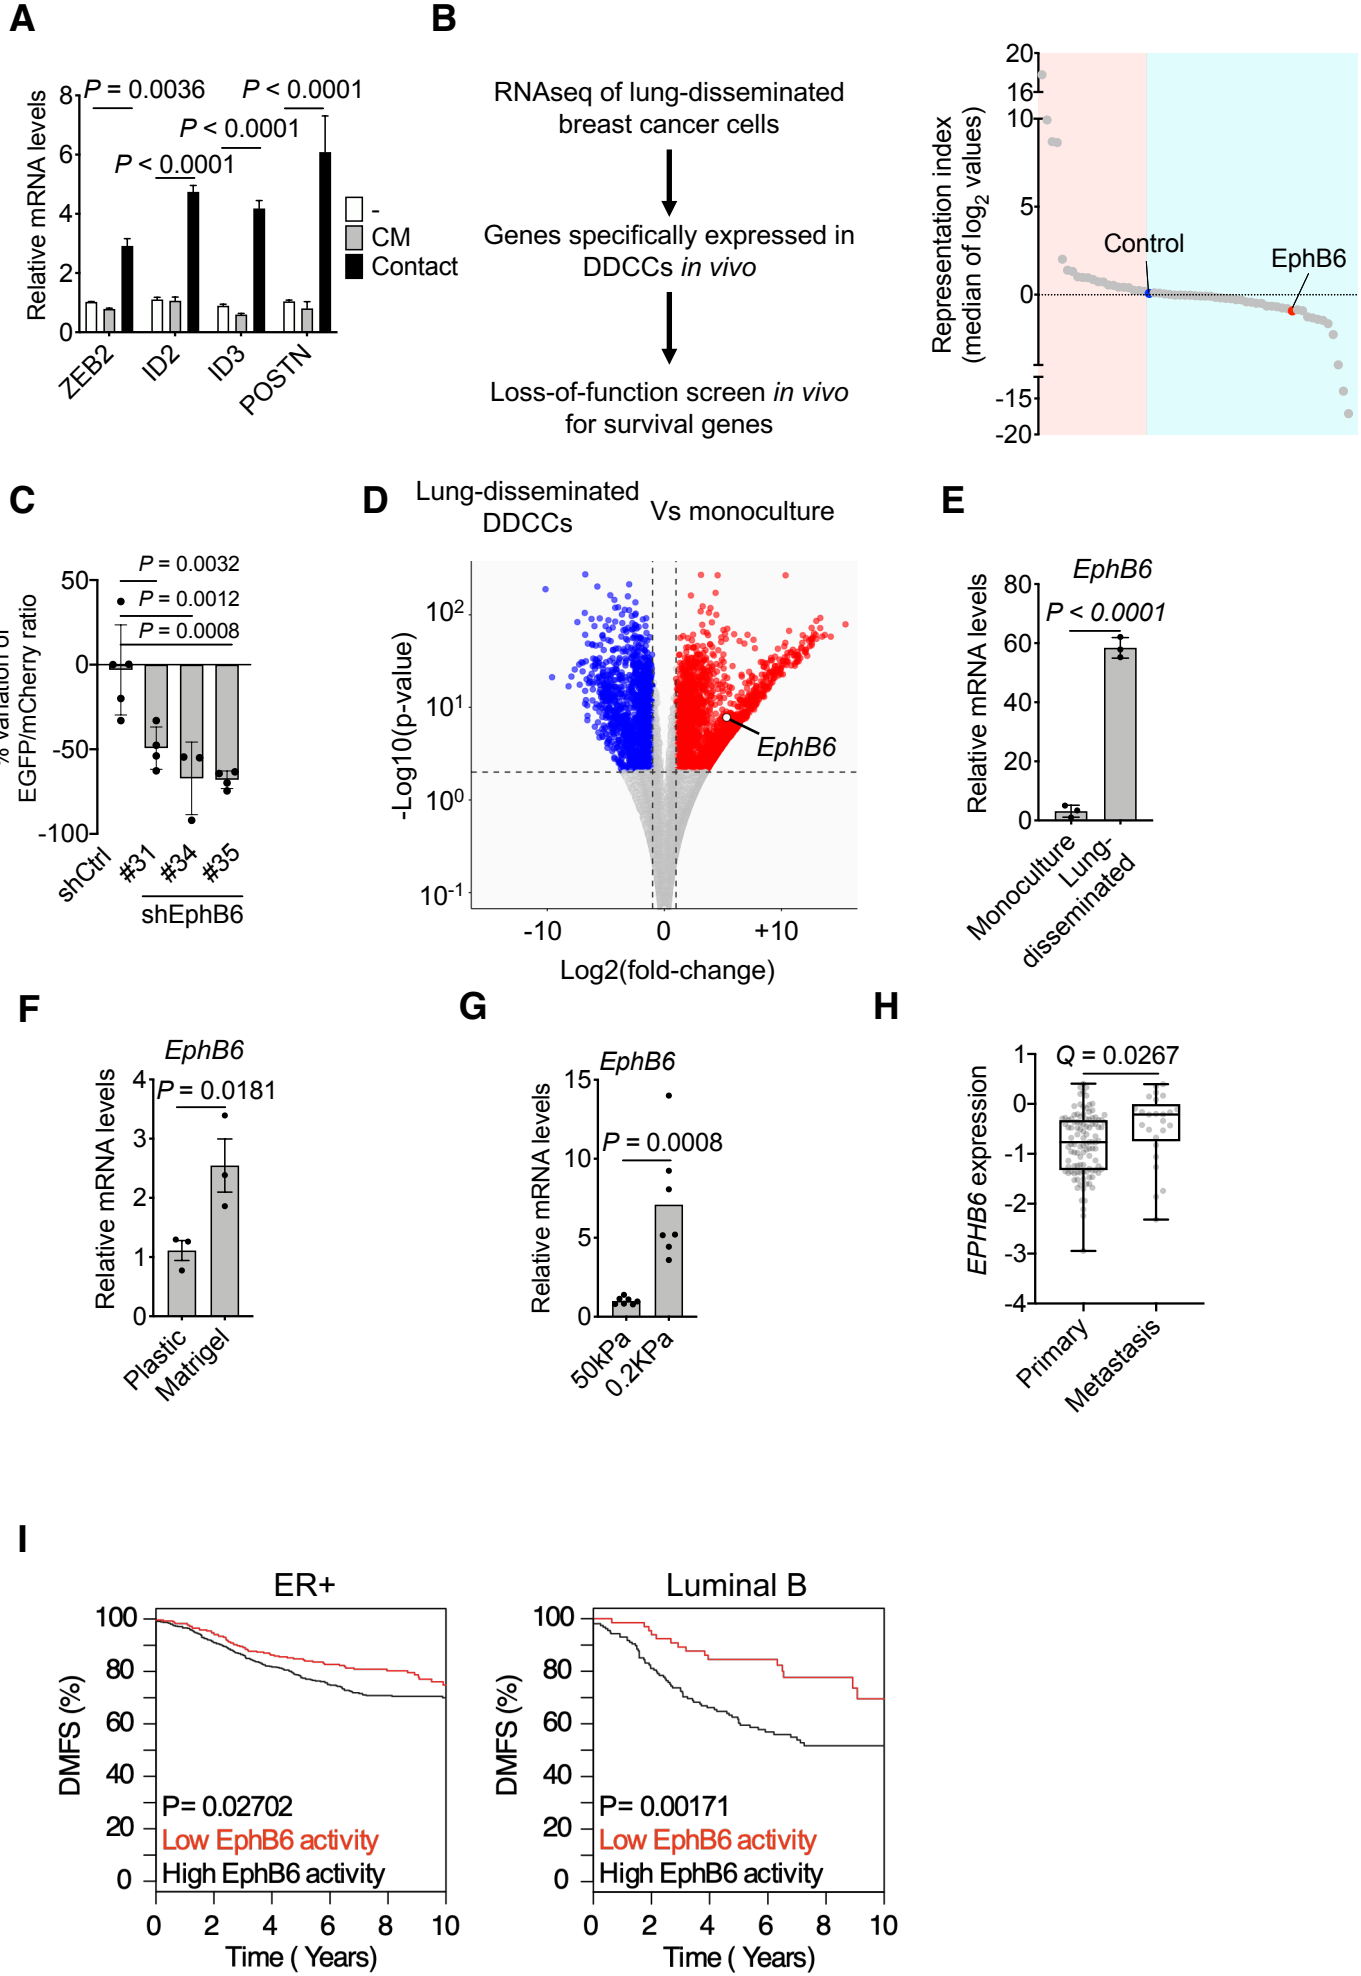 A
P = 0.0036
P < 0.0001
P < 0.0001
P < 0.0001
Relative mRNA levels
8
6
4
2
0
-
CM
Contact
ZEB2
ID2
ID3
POSTN
B
RNAseq of lung-disseminated
breast cancer cells
Genes specifically expressed in
DDCCs in vivo
Loss-of-function screen in vivo
for survival genes
Representation index
(median of log2 values)
20
16
10
5
0
-15
-20
Control
EphB6
C
EGFP/mCherry ratio
50
0
-50
-100
P = 0.0032
P = 0.0012
P = 0.0008
shCtrl
#31
#34
#35
shEphB6
D
Lung-disseminated
DDCCs
Vs monoculture
-Log10(p-value)
102
101
100
10-1
EphB6
-10
0
+10
Log2(fold-change)
E
EphB6
P < 0.0001
Relative mRNA levels
80
60
40
20
0
Monoculture
Lung-
disseminated
F
EphB6
P = 0.0181
Relative mRNA levels
4
3
2
1
0
Plastic
Matrigel
G
EphB6
P = 0.0008
Relative mRNA levels
15
10
5
0
50kPa
0.2KPa
H
Q = 0.0267
EPHB6 expression
1
0
-1
-2
-3
-4
Primary
Metastasis
I
ER+
DMFS (%)
100
80
60
40
20
0
P= 0.02702
Low EphB6 activity
High EphB6 activity
0 2 4 6 8 10
Time ( Years)
Luminal B
DMFS (%)
100
80
60
40
20
0
P= 0.00171
Low EphB6 activity
High EphB6 activity
0 2 4 6 8 10
Time ( Years)